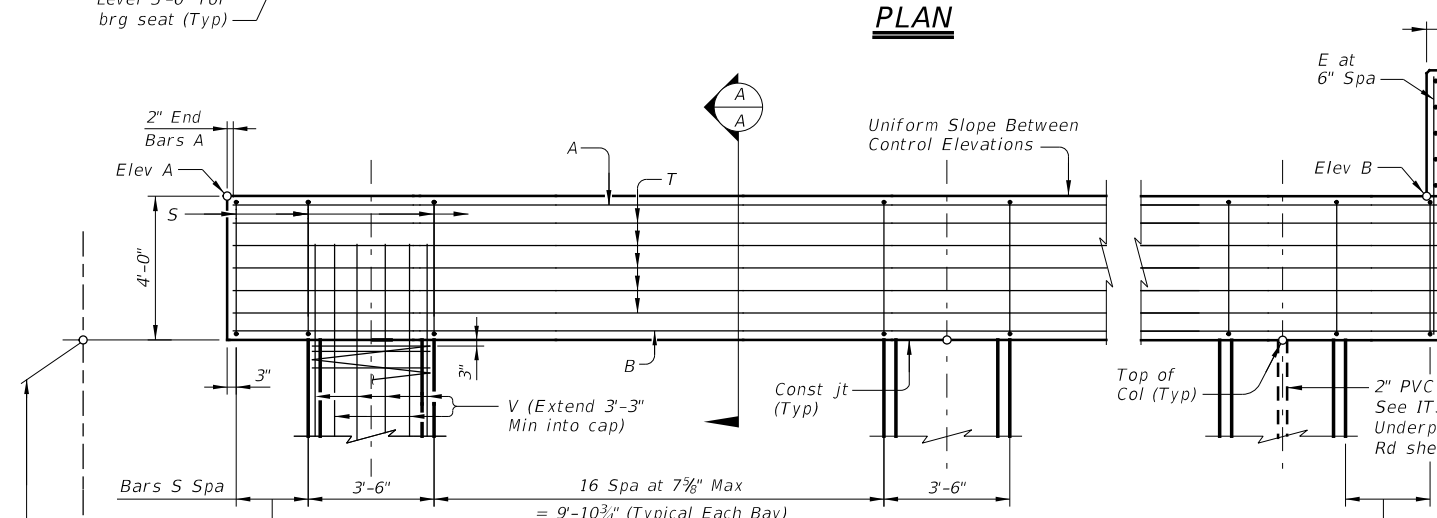 brg seat (Typ)
PLAN
E at
6" Spa
2" End
Bars A
A
A
Uniform Slope Between
Control Elevations
A
T
Elev A
Elev B
S
4'-0"
B
3"
3"
Const jt
(Typ)
Top of
Col (Typ)
V (Extend 3'-3"
Min into cap)
2" PVC
See IT
Underp
Rd she
Bars S Spa
3'-6"
16 Spa at 7⅝" Max
3'-6"
= 9'-10¾" (Typical Each Bay)